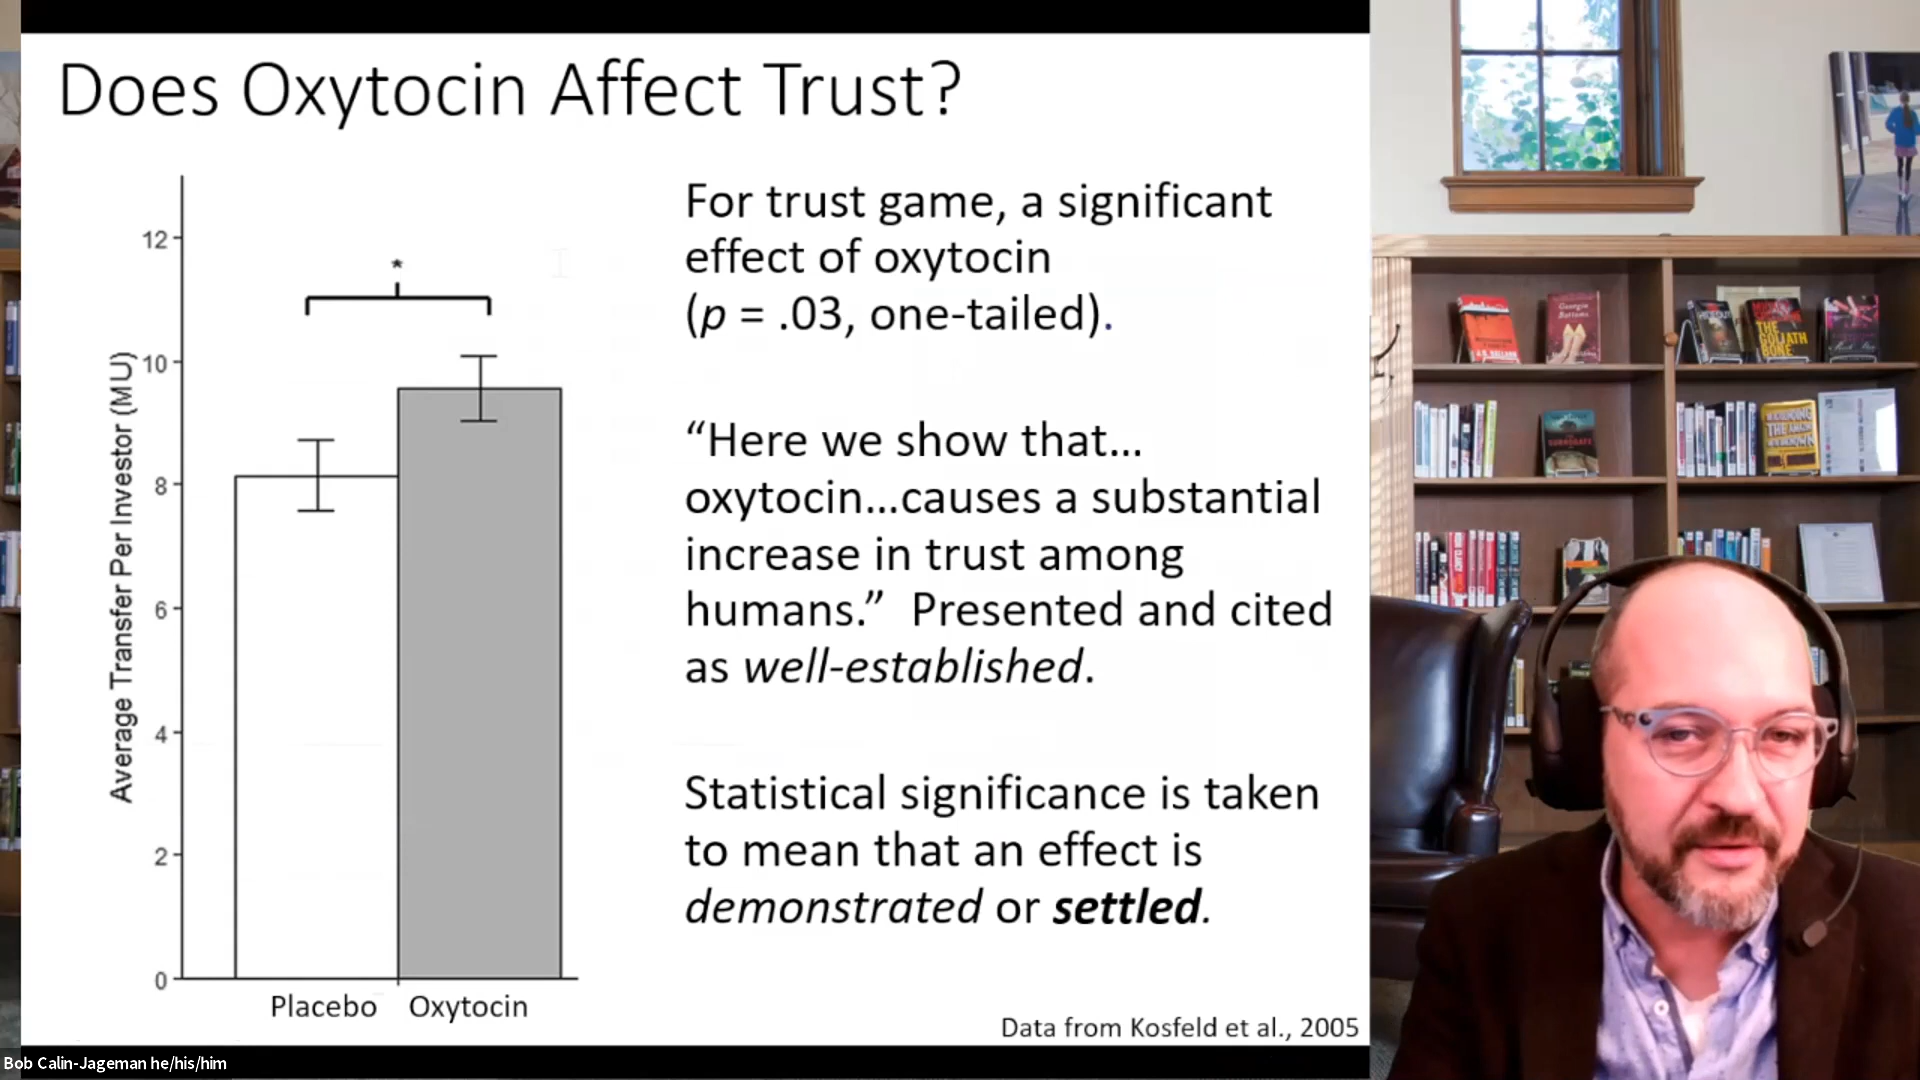 Does Oxytocin Affect Trust?
For trust game, a significant
effect of oxytocin
(p = .03, one-tailed).
“Here we show that…
oxytocin…causes a substantial
increase in trust among
humans.”  Presented and cited
as well-established.
Statistical significance is taken
to mean that an effect is
demonstrated or settled.
Average Transfer Per Investor (MU)
12
10
8
6
4
2
0
*
Placebo
Oxytocin
Data from Kosfeld et al., 2005
Bob Calin-Jageman he/his/him
THE
GOLIATH
BONE
Georgia
Bottoms